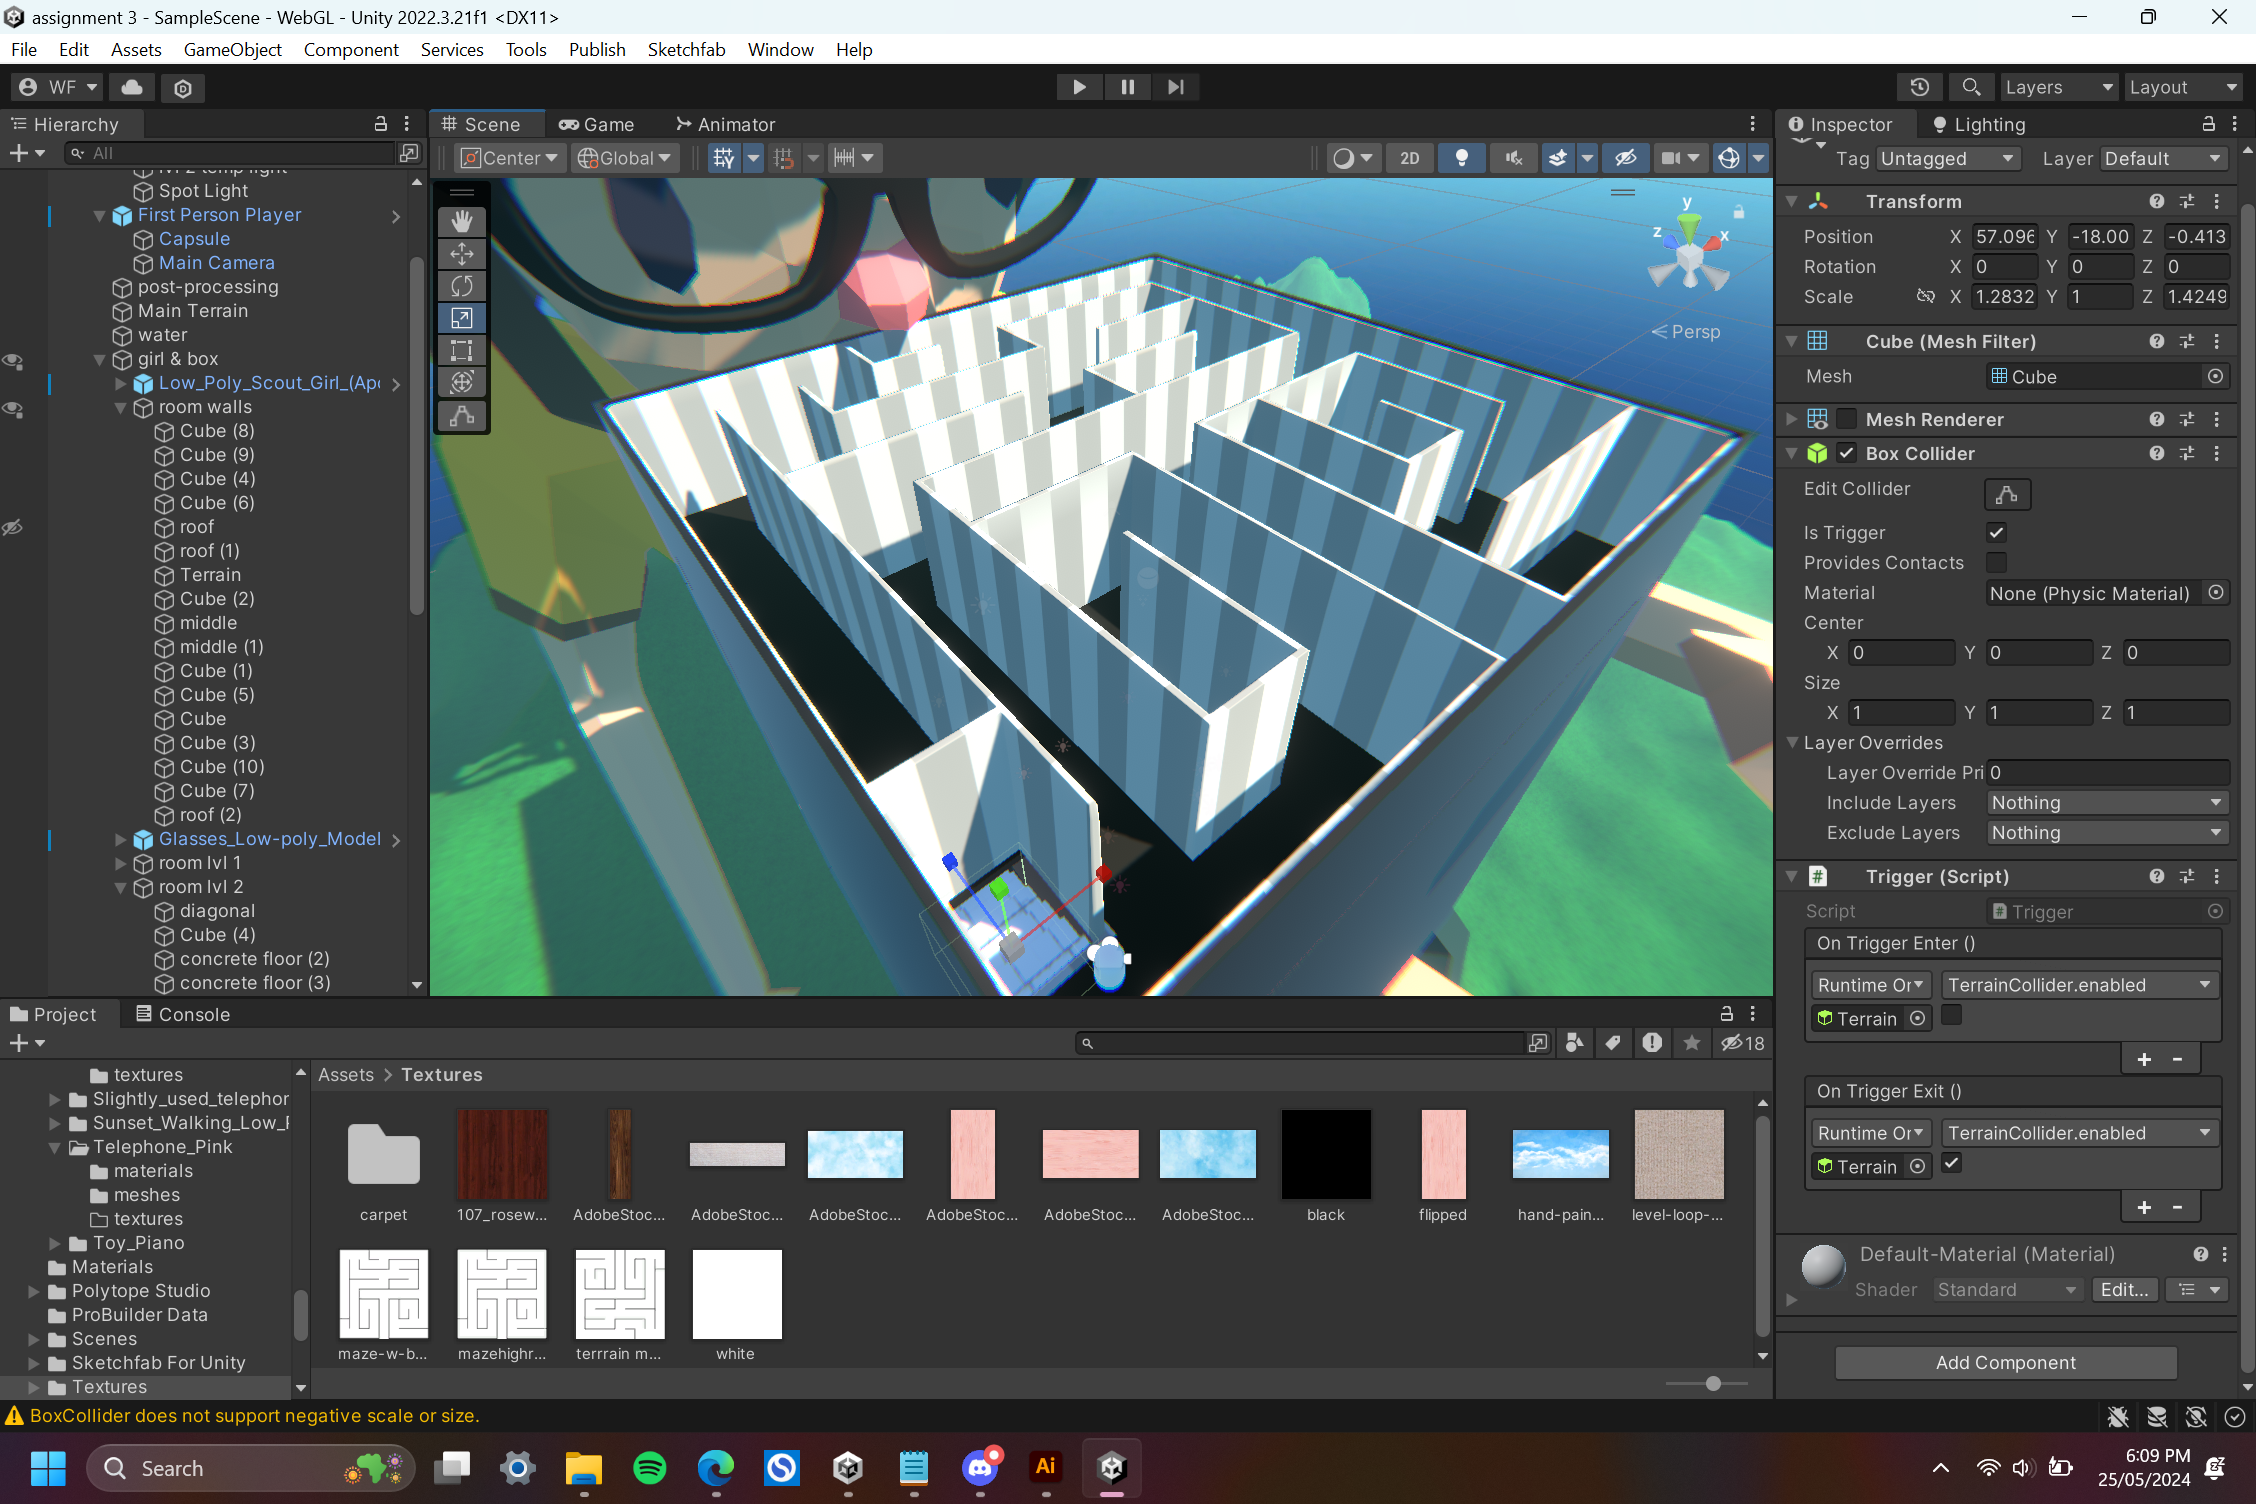 assignment 3 - SampleScene - WebGL - Unity 2022.3.21f1 <DX11>
File Edit Assets GameObject Component Services Tools Publish Sketchfab Window Help
WF
Layers
Layout
Hierarchy
Scene
Game
Animator
Inspector
Lighting
All
Center
Global
2D
Tag Untagged Layer Default
lvl 2 temp light
Spot Light
First Person Player
Capsule
Main Camera
post-processing
Main Terrain
water
girl & box
Low_Poly_Scout_Girl_(Apo
room walls
Cube (8)
Cube (9)
Cube (4)
Cube (6)
roof
roof (1)
Terrain
Cube (2)
middle
middle (1)
Cube (1)
Cube (5)
Cube
Cube (3)
Cube (10)
Cube (7)
roof (2)
Glasses_Low-poly_Model
room lvl 1
room lvl 2
diagonal
Cube (4)
concrete floor (2)
concrete floor (3)
y
z
x
Persp
Transform
Position X 57.096 Y -18.00 Z -0.413
Rotation X 0 Y 0 Z 0
Scale X 1.2832 Y 1 Z 1.4249
Cube (Mesh Filter)
Mesh Cube
Mesh Renderer
Box Collider
Edit Collider
Is Trigger
Provides Contacts
Material None (Physic Material)
Center
X 0 Y 0 Z 0
Size
X 1 Y 1 Z 1
Layer Overrides
Layer Override Pri 0
Include Layers Nothing
Exclude Layers Nothing
Trigger (Script)
Script Trigger
On Trigger Enter ()
Runtime Or TerrainCollider.enabled
Terrain
+ -
On Trigger Exit ()
Runtime Or TerrainCollider.enabled
Terrain
+ -
Default-Material (Material)
Shader Standard Edit...
Add Component
Project
Console
18
textures
Slightly_used_telephor
Sunset_Walking_Low_F
Telephone_Pink
materials
meshes
textures
Toy_Piano
Materials
Polytope Studio
ProBuilder Data
Scenes
Sketchfab For Unity
Textures
Assets > Textures
carpet
107_rosew...
AdobeStoc...
AdobeStoc...
AdobeStoc...
AdobeStoc...
AdobeStoc...
AdobeStoc...
black
flipped
hand-pain...
level-loop-...
maze-w-b...
mazehighr...
terrrain m...
white
BoxCollider does not support negative scale or size.
Search
Ai
6:09 PM
25/05/2024